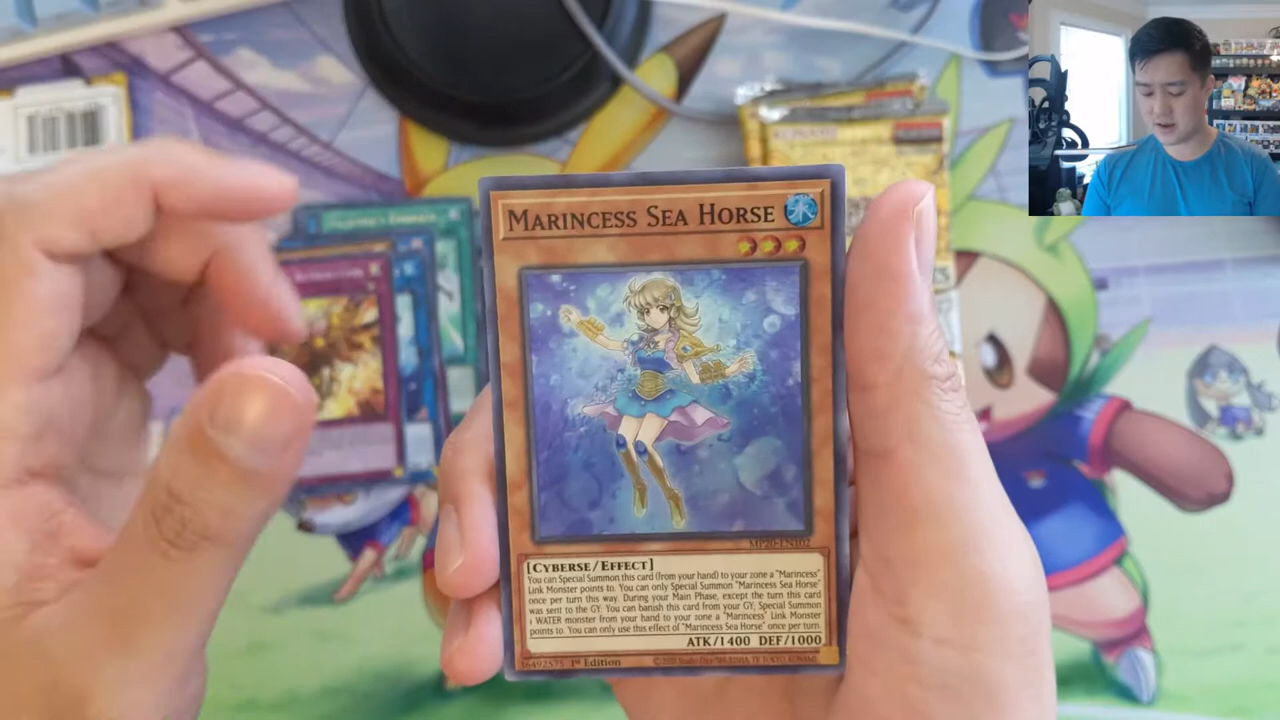 KONAMI
MARINCESS SEA HORSE
水
MP20-EN102
[CYBERSE/EFFECT]
You can Special Summon this card (from your hand) to your zone a "Marincess"
Link Monster points to. You can only Special Summon "Marincess Sea Horse"
once per turn this way. During your Main Phase, except the turn this card
was sent to the GY: You can banish this card from your GY; Special Summon
1 WATER monster from your hand to your zone a "Marincess" Link Monster
points to. You can only use this effect of "Marincess Sea Horse" once per turn.
ATK/1400 DEF/1000
1st Edition